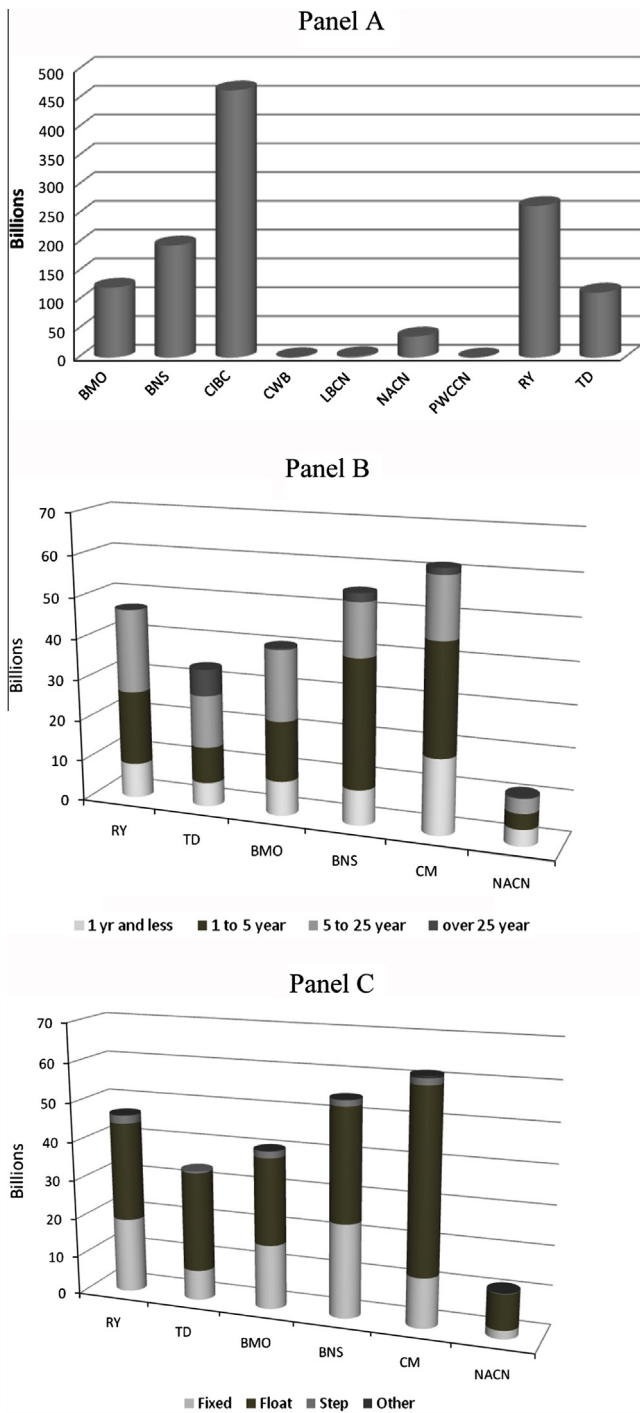 Panel A
Billions
500
450
400
350
300
250
200
150
100
50
0
BMO
BNS
CIBC
CWB
LBCN
NACN
PWCCN
RY
TD
Panel B
Billions
70
60
50
40
30
20
10
0
RY
TD
BMO
BNS
CM
NACN
1 yr and less 1 to 5 year 5 to 25 year over 25 year
Panel C
Billions
70
60
50
40
30
20
10
0
RY
TD
BMO
BNS
CM
NACN
Fixed Float Step Other